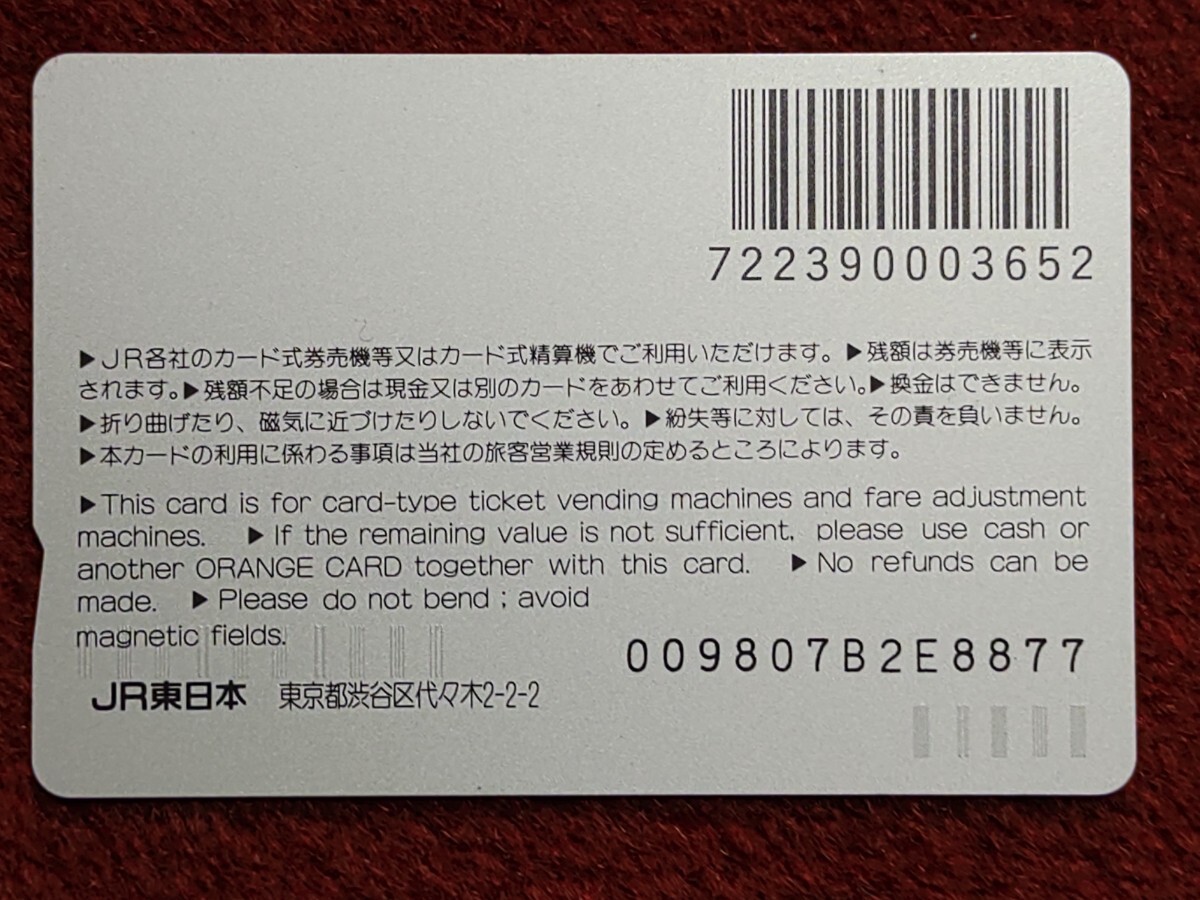 722390003652
▶JR各社のカード式券売機等又はカード式精算機でご利用いただけます。▶残額は券売機等に表示
されます。▶残額不足の場合は現金又は別のカードをあわせてご利用ください。▶換金はできません。
▶折り曲げたり、磁気に近づけたりしないでください。▶紛失等に対しては、その責を負いません。
▶本カードの利用に係わる事項は当社の旅客営業規則の定めるところによります。
▶This card is for card-type ticket vending machines and fare adjustment
machines. ▶If the remaining value is not sufficient, please use cash or
another ORANGE CARD together with this card. ▶No refunds can be
made. ▶Please do not bend ; avoid
magnetic fields.
009807B2E8877
JR東日本 東京都渋谷区代々木2-2-2